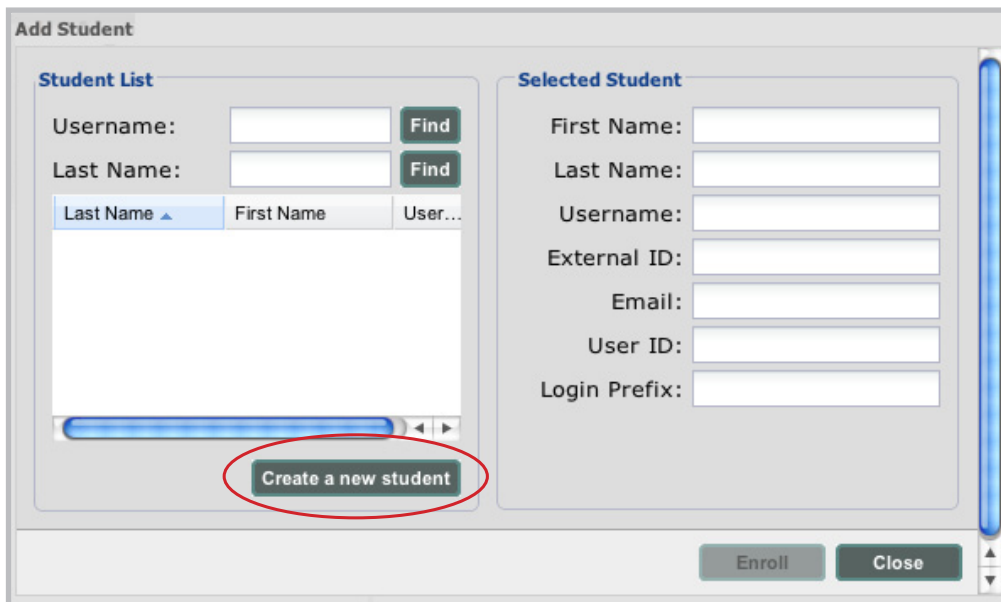 Add Student
Student List
Username:
Find
Last Name:
Find
Last Name First Name User...
Create a new student
Selected Student
First Name:
Last Name:
Username:
External ID:
Email:
User ID:
Login Prefix:
Enroll Close